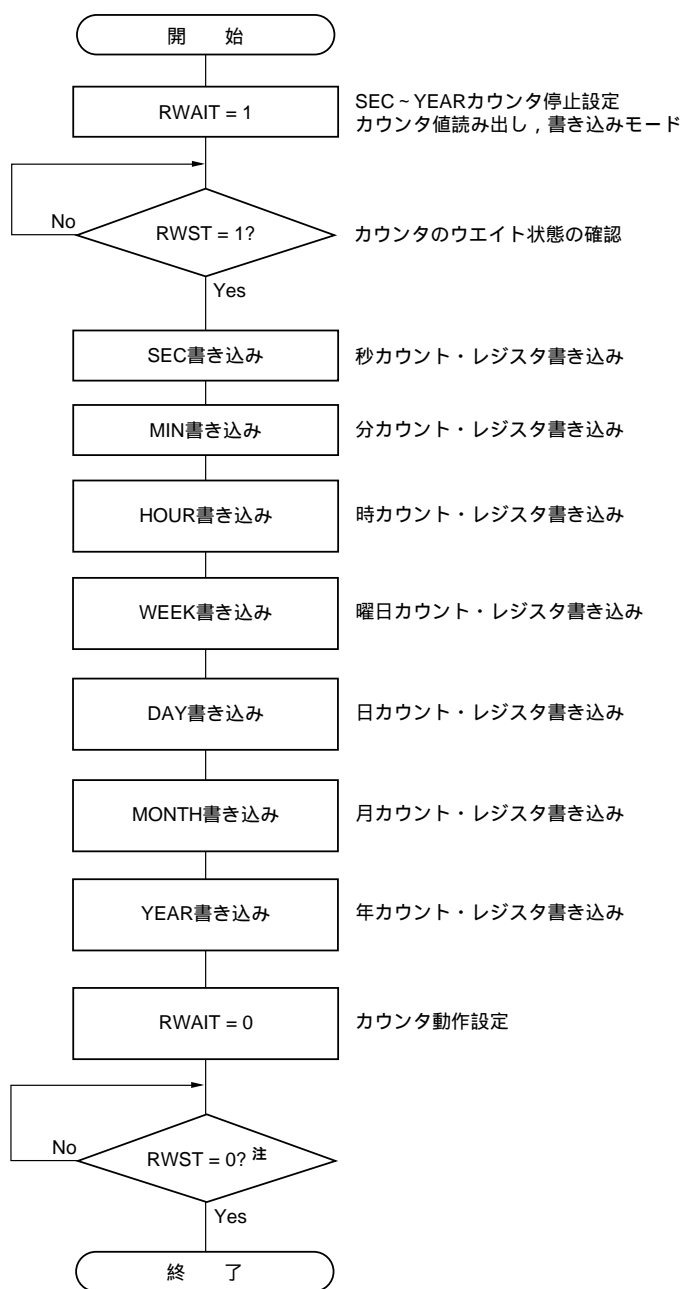 開 始
RWAIT = 1
SEC~YEARカウンタ停止設定
カウンタ値読み出し,書き込みモード
No
RWST = 1?
カウンタのウエイト状態の確認
Yes
SEC書き込み
秒カウント・レジスタ書き込み
MIN書き込み
分カウント・レジスタ書き込み
HOUR書き込み
時カウント・レジスタ書き込み
WEEK書き込み
曜日カウント・レジスタ書き込み
DAY書き込み
日カウント・レジスタ書き込み
MONTH書き込み
月カウント・レジスタ書き込み
YEAR書き込み
年カウント・レジスタ書き込み
RWAIT = 0
カウンタ動作設定
No
RWST = 0? 注
Yes
終 了